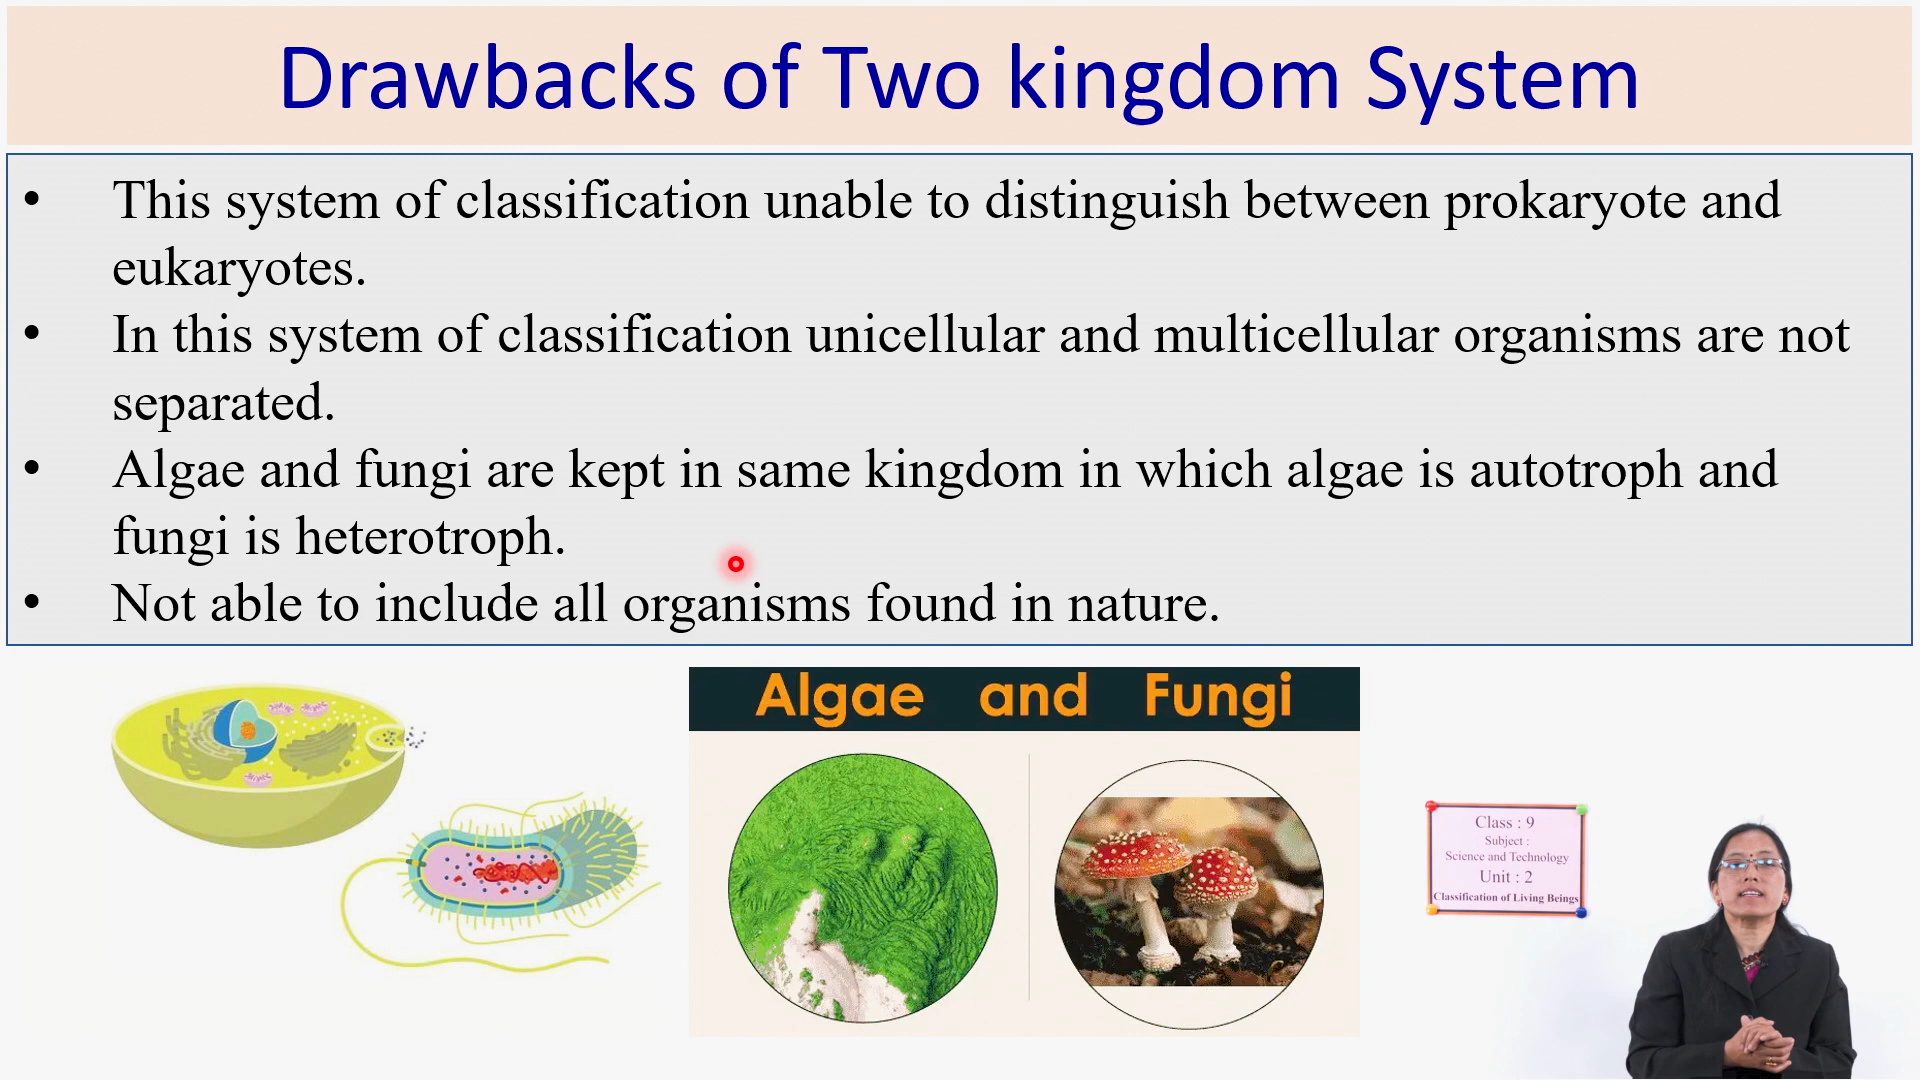 Drawbacks of Two kingdom System
• This system of classification unable to distinguish between prokaryote and
eukaryotes.
• In this system of classification unicellular and multicellular organisms are not
separated.
• Algae and fungi are kept in same kingdom in which algae is autotroph and
fungi is heterotroph.
• Not able to include all organisms found in nature.
Algae and Fungi
Class : 9
Subject :
Science and Technology
Unit : 2
Classification of Living Beings